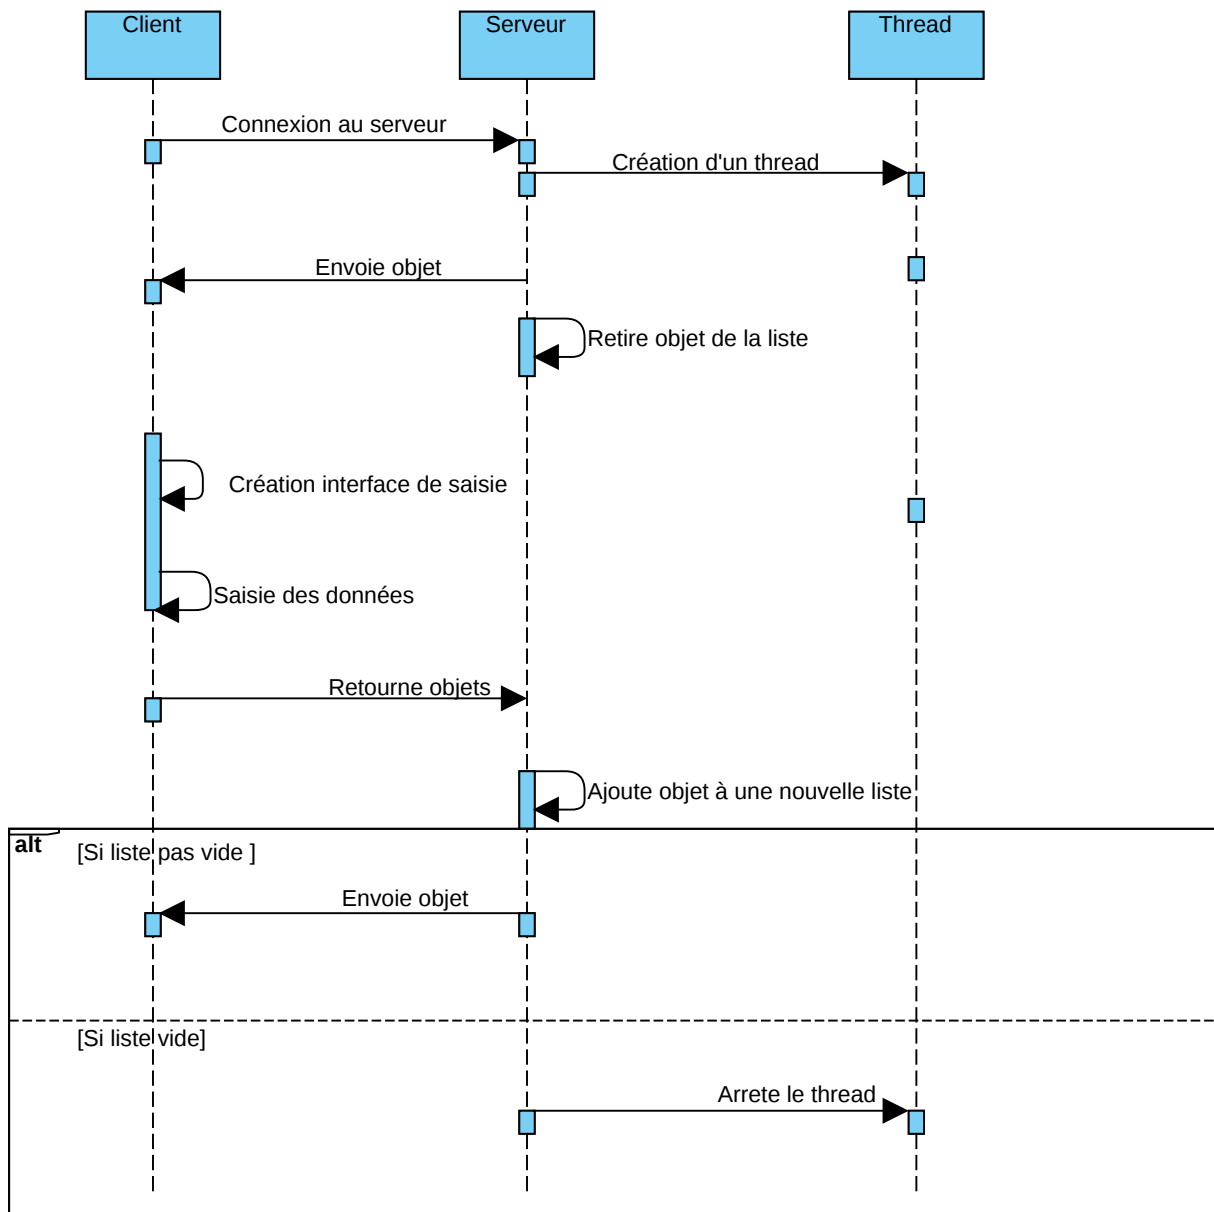 Client
Serveur
Thread
Connexion au serveur
Création d'un thread
Envoie objet
Retire objet de la liste
Création interface de saisie
Saisie des données
Retourne objets
Ajoute objet à une nouvelle liste
alt
[Si liste pas vide ]
Envoie objet
[Si liste vide]
Arrete le thread